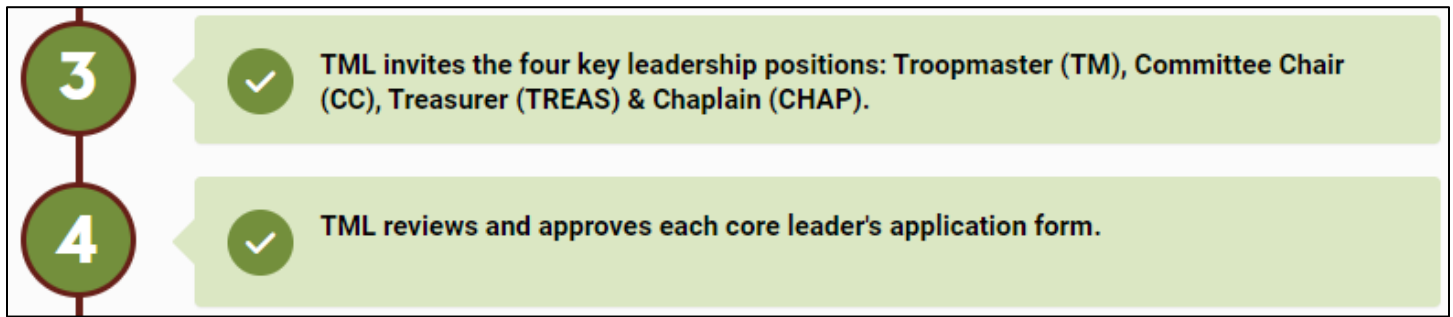 3
TML invites the four key leadership positions: Troopmaster (TM), Committee Chair
(CC), Treasurer (TREAS) & Chaplain (CHAP).
4
TML reviews and approves each core leader's application form.